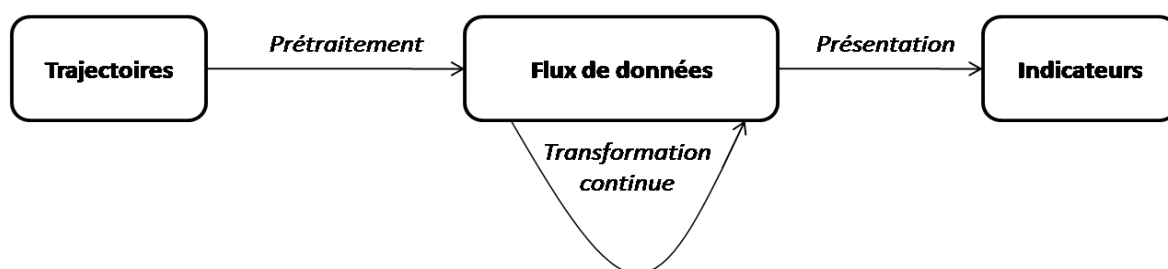 Trajectoires
Prétraitement
Flux de données
Présentation
Indicateurs
Transformation
continue